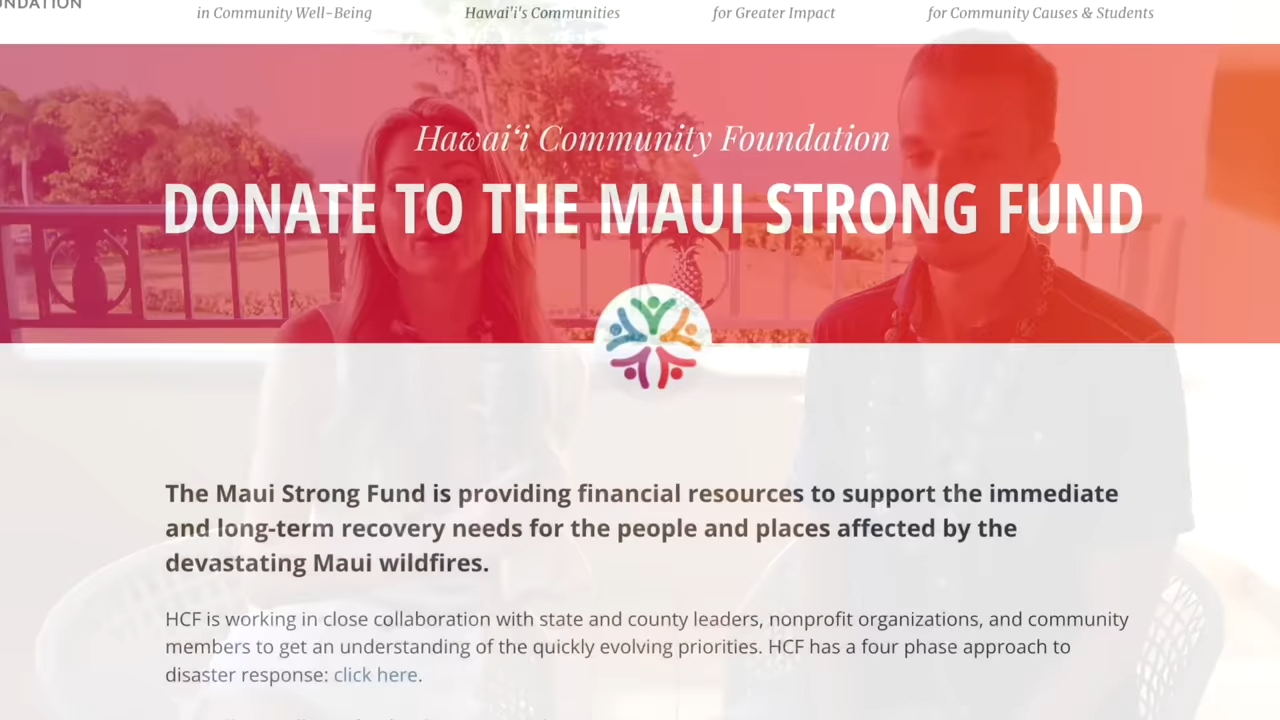 UNDATION
in Community Well-Being
Hawai'i's Communities
for Greater Impact
for Community Causes & Students
Hawaiʻi Community Foundation
DONATE TO THE MAUI STRONG FUND
The Maui Strong Fund is providing financial resources to support the immediate
and long-term recovery needs for the people and places affected by the
devastating Maui wildfires.
HCF is working in close collaboration with state and county leaders, nonprofit organizations, and community
members to get an understanding of the quickly evolving priorities. HCF has a four phase approach to
disaster response: click here.